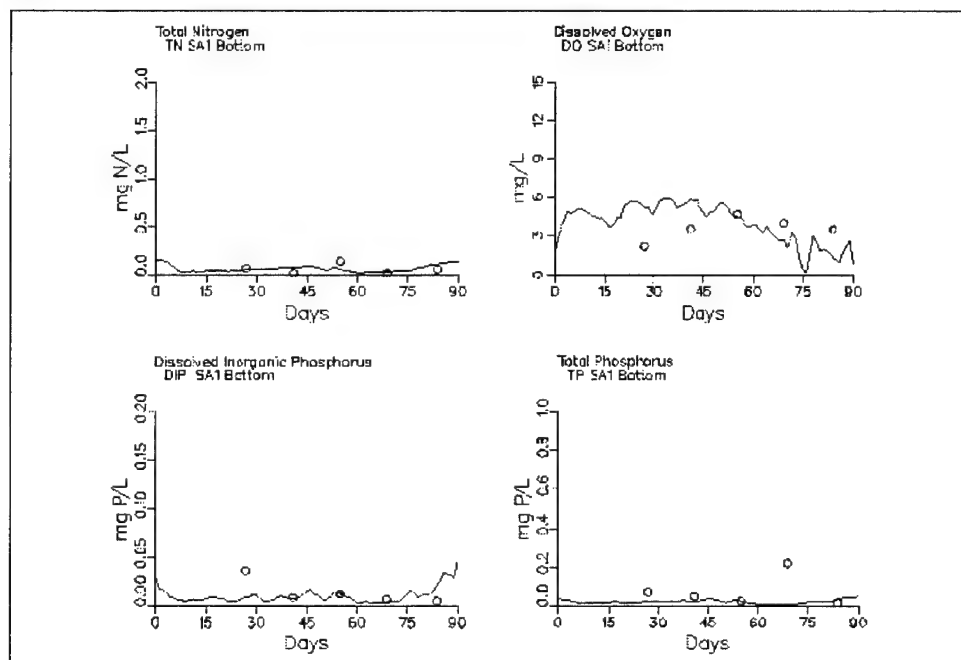 Total Nitrogen
TN SA1 Bottom
2.0
1.5
1.0
0.5
0.0
mg N/L
0 15 30 45 60 75 90
Days
Dissolved Oxygen
DO SA1 Bottom
15
12
9
6
3
0
mg/L
0 15 30 45 60 75 90
Days
Dissolved Inorganic Phosphorus
DIP SA1 Bottom
0.20
0.15
0.10
0.05
0.00
mg P/L
0 15 30 45 60 75 90
Days
Total Phosphorus
TP SA1 Bottom
1.0
0.8
0.6
0.4
0.2
0.0
mg P/L
0 15 30 45 60 75 90
Days